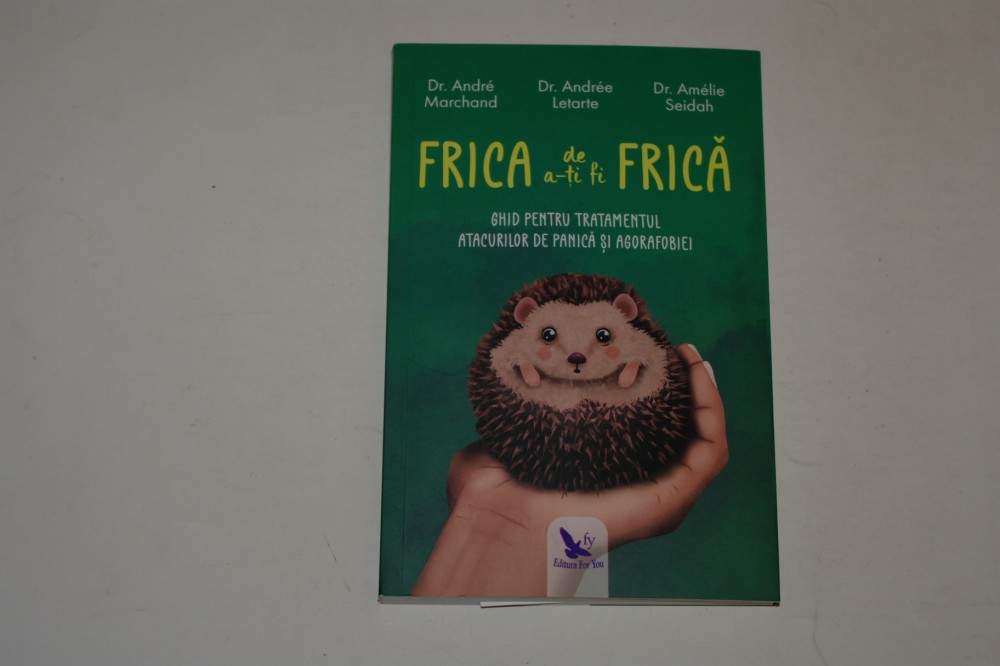 Dr. André
Marchand
Dr. Andrée
Letarte
Dr. Amélie
Seidah
FRICA de a-ți fi FRICĂ
GHID PENTRU TRATAMENTUL
ATACURILOR DE PANICĂ ȘI AGORAFOBIEI
fy
Editura For You